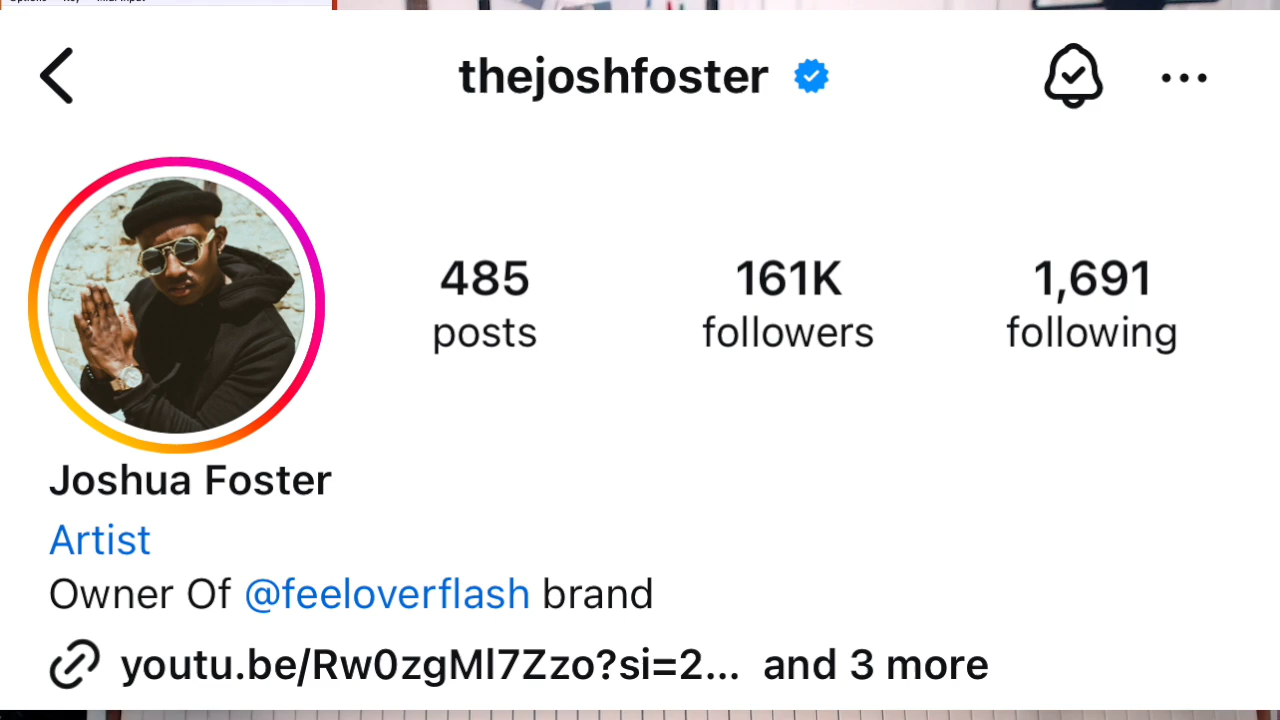 thejoshfoster
485 161K 1,691
posts followers following
Joshua Foster
Artist
Owner Of @feeloverflash brand
youtu.be/Rw0zgMl7Zzo?si=2... and 3 more